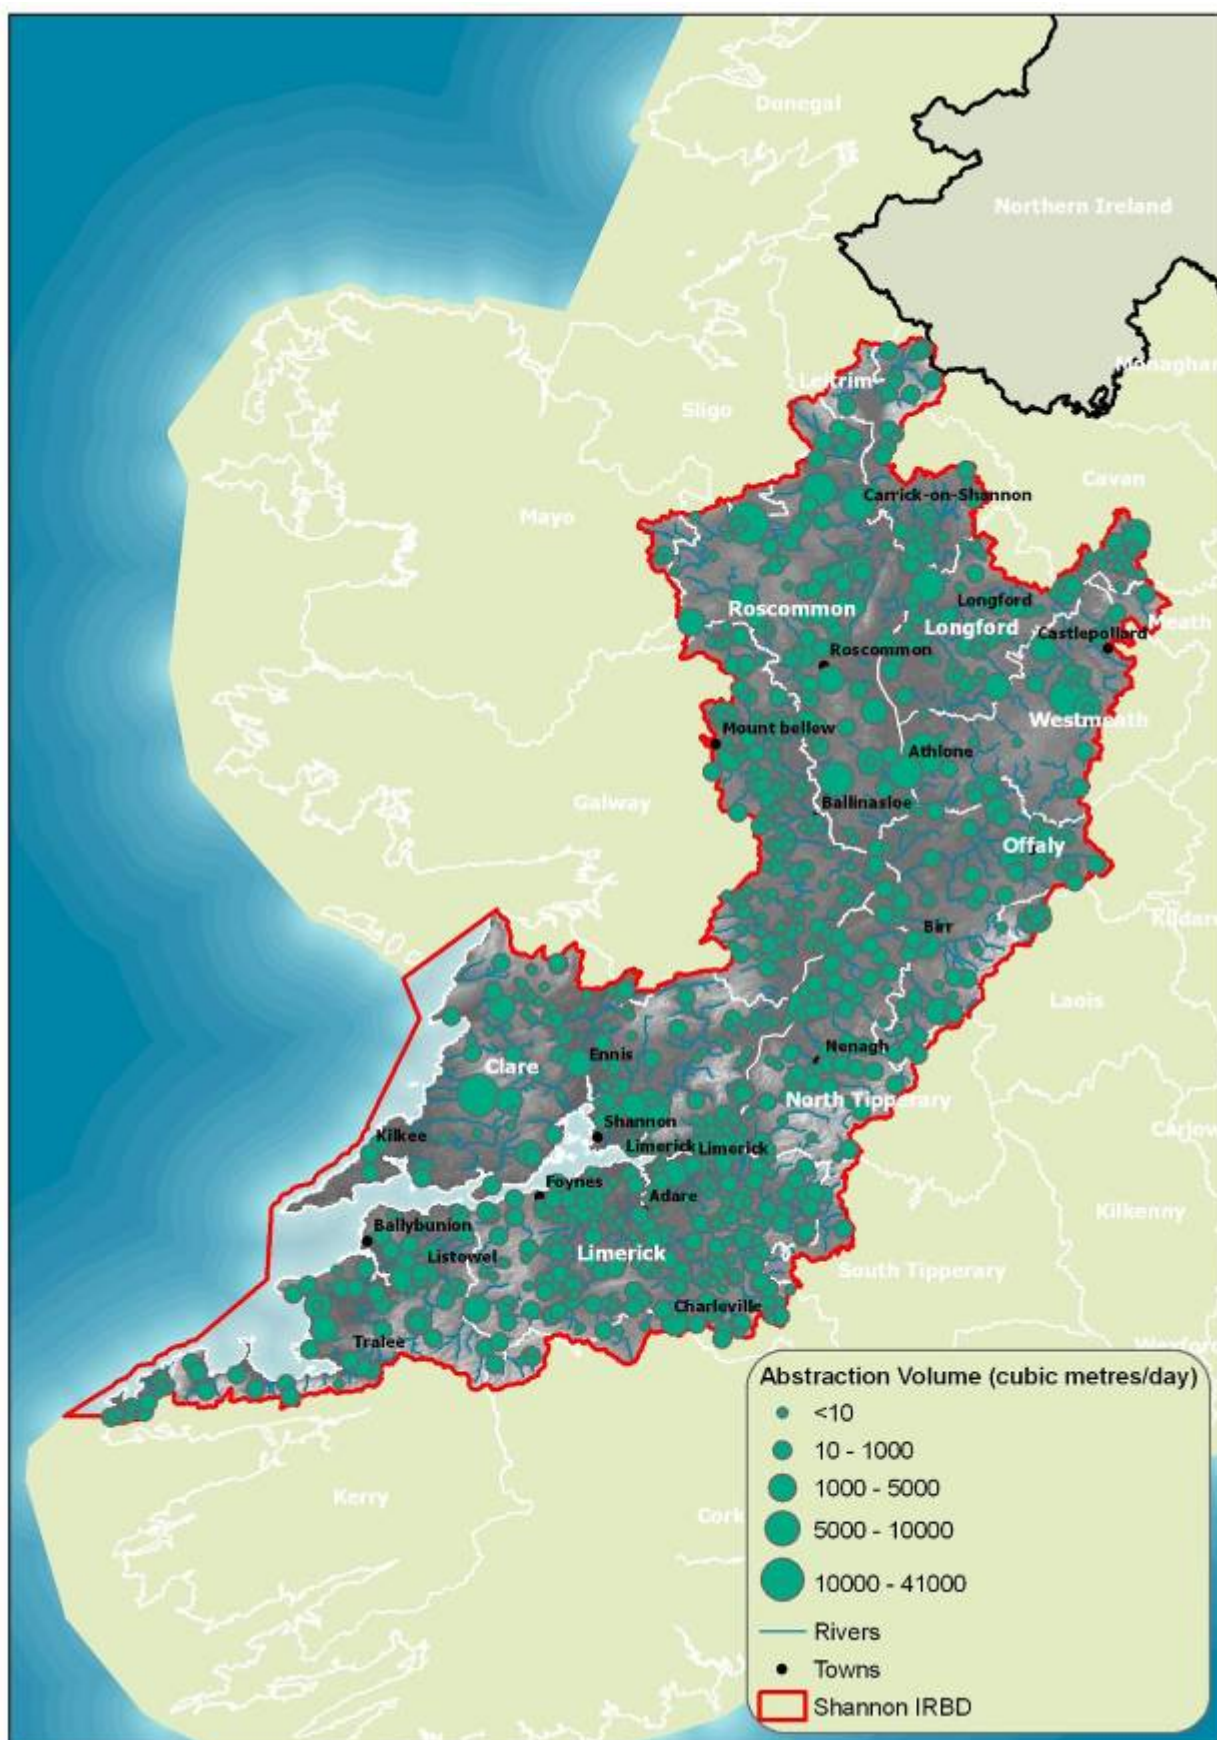 Donegal
Northern Ireland
Monaghan
Leitrim
Sligo
Cavan
Carrick-on-Shannon
Mayo
Longford
Roscommon
Longford
Meath
Castlepollard
Roscommon
Westmeath
Mount bellew
Athlone
Galway
Ballinasloe
Offaly
Kildare
Birr
Laois
Nenagh
Ennis
Clare
North Tipperary
Shannon
Carlow
Kilkee
Limerick
Limerick
Foynes
Adare
Kilkenny
Ballybunion
Listowel
Limerick
South Tipperary
Charleville
Tralee
Wexford
Kerry
Cork
Abstraction Volume (cubic metres/day)
<10
10 - 1000
1000 - 5000
5000 - 10000
10000 - 41000
Rivers
Towns
Shannon IRBD